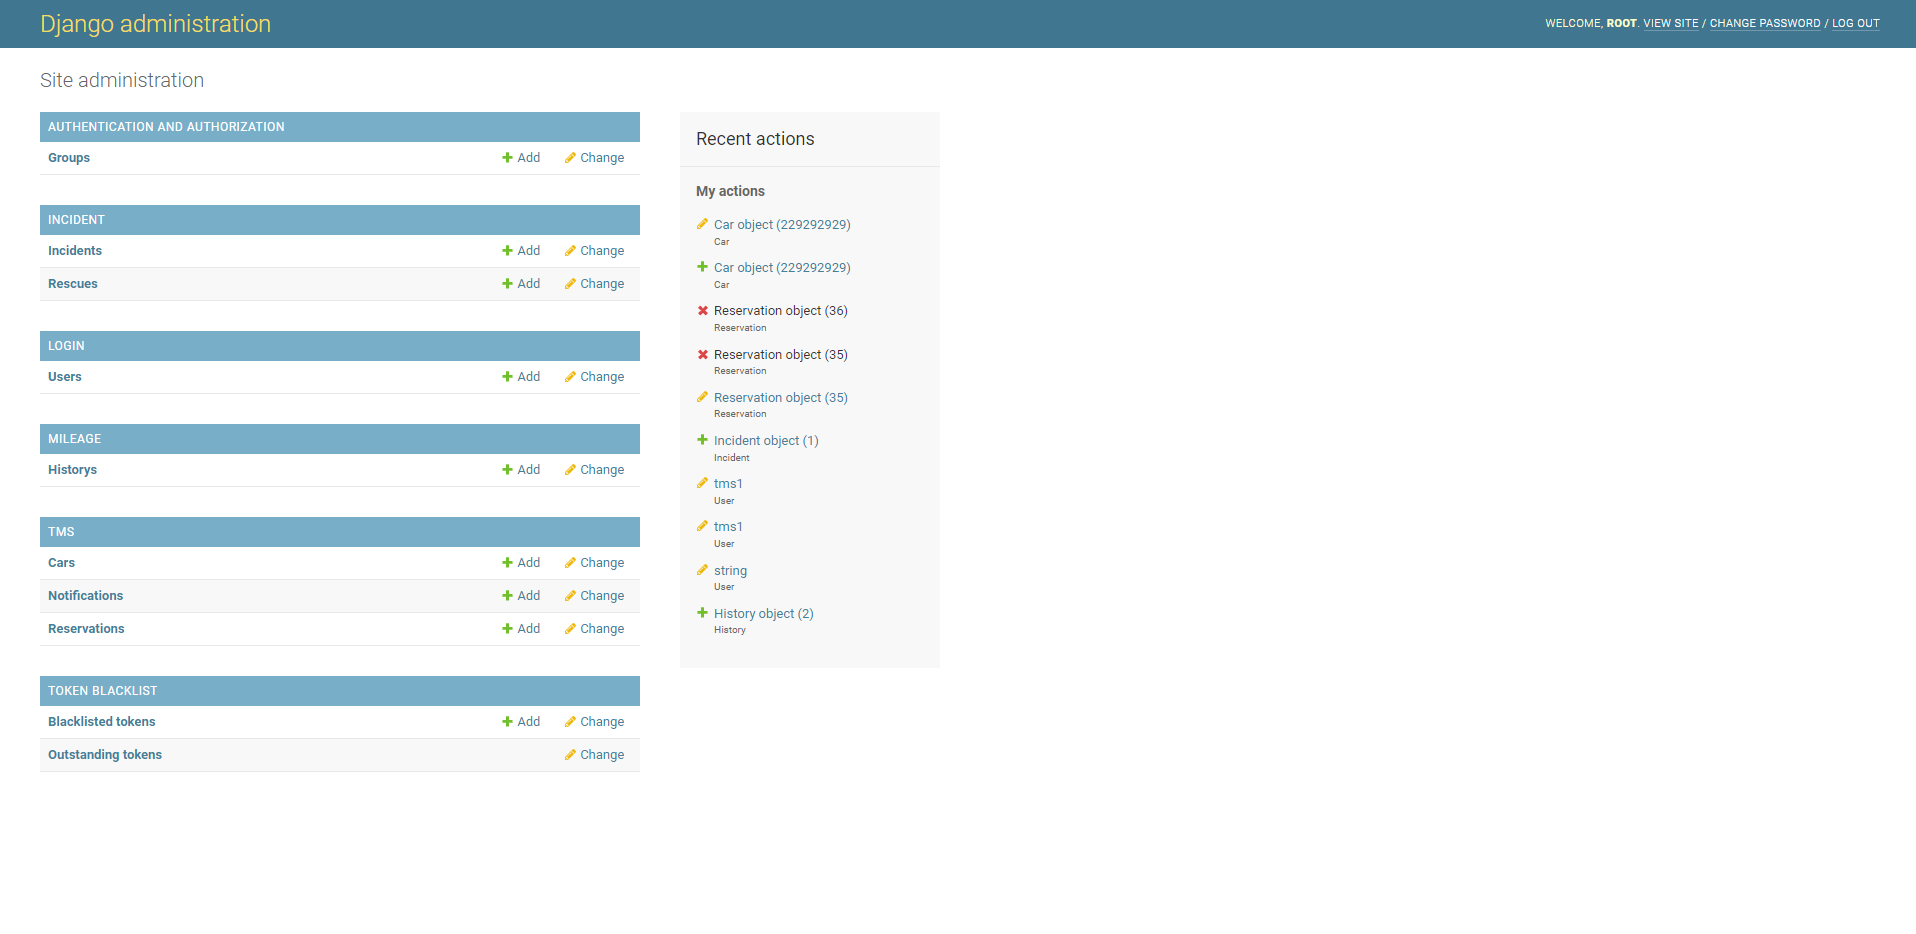 Django administration
WELCOME, ROOT. VIEW SITE / CHANGE PASSWORD / LOG OUT
Site administration
AUTHENTICATION AND AUTHORIZATION
Groups Add Change
INCIDENT
Incidents Add Change
Rescues Add Change
LOGIN
Users Add Change
MILEAGE
Historys Add Change
TMS
Cars Add Change
Notifications Add Change
Reservations Add Change
TOKEN BLACKLIST
Blacklisted tokens Add Change
Outstanding tokens Change
Recent actions
My actions
Car object (229292929)
Car
Car object (229292929)
Car
Reservation object (36)
Reservation
Reservation object (35)
Reservation
Reservation object (35)
Reservation
Incident object (1)
Incident
tms1
User
tms1
User
string
User
History object (2)
History